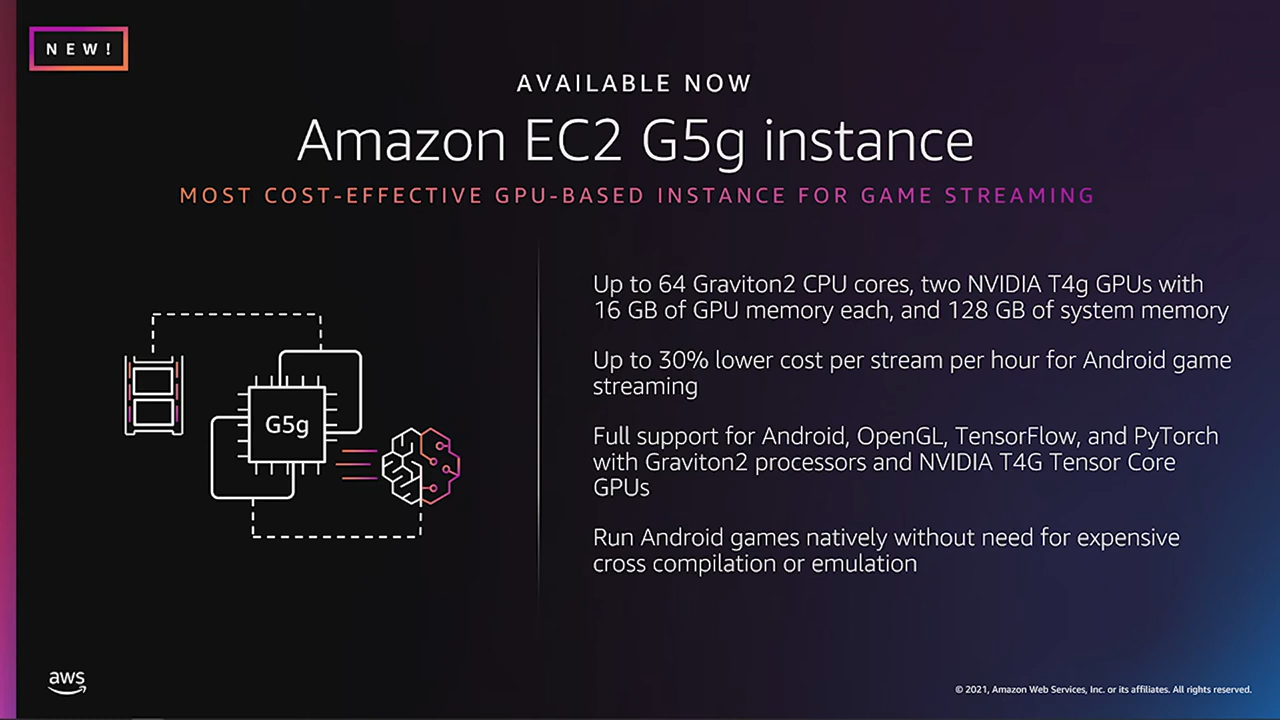 NEW!
AVAILABLE NOW
Amazon EC2 G5g instance
MOST COST-EFFECTIVE GPU-BASED INSTANCE FOR GAME STREAMING
G5g
Up to 64 Graviton2 CPU cores, two NVIDIA T4g GPUs with
16 GB of GPU memory each, and 128 GB of system memory
Up to 30% lower cost per stream per hour for Android game
streaming
Full support for Android, OpenGL, TensorFlow, and PyTorch
with Graviton2 processors and NVIDIA T4G Tensor Core
GPUs
Run Android games natively without need for expensive
cross compilation or emulation
aws
© 2021, Amazon Web Services, Inc. or its affiliates. All rights reserved.